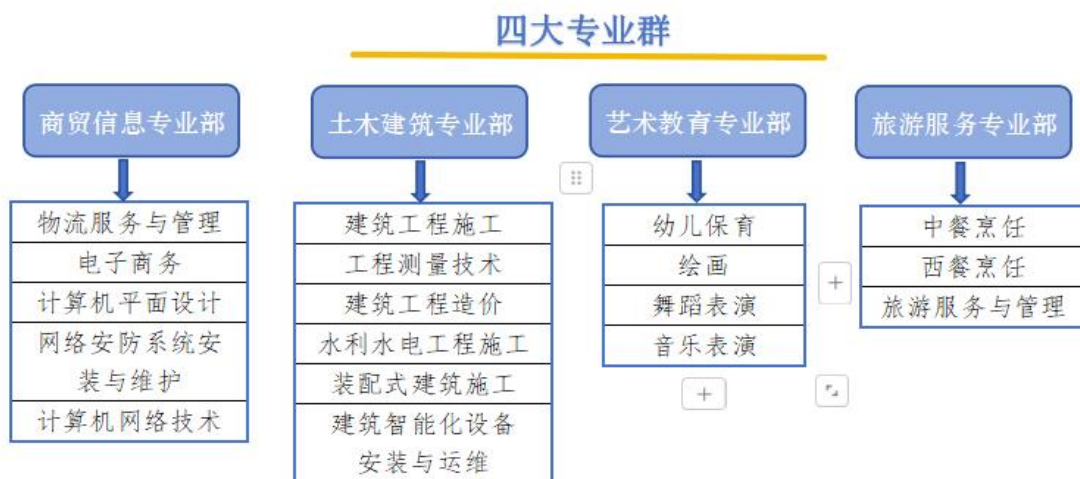 四大专业群
商贸信息专业部
物流服务与管理
电子商务
计算机平面设计
网络安防系统安
装与维护
计算机网络技术
土木建筑专业部
建筑工程施工
工程测量技术
建筑工程造价
水利水电工程施工
装配式建筑施工
建筑智能化设备
安装与运维
艺术教育专业部
幼儿保育
绘画
舞蹈表演
音乐表演
旅游服务专业部
中餐烹饪
西餐烹饪
旅游服务与管理